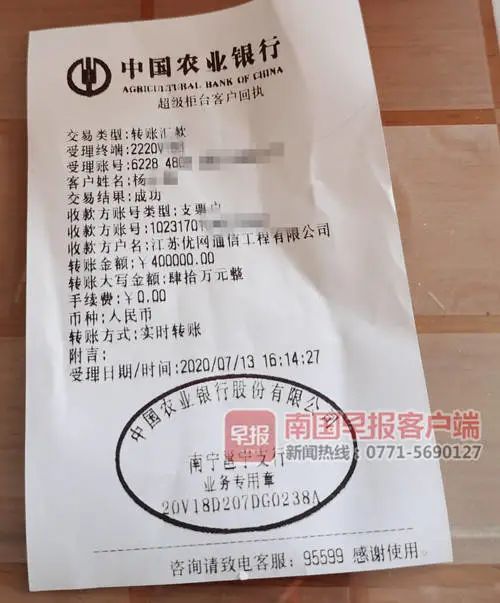 中国农业银行
AGRICULTURAL BANK OF CHINA
超级柜台客户回执
交易类型:转账汇款
受理终端:2220V
受理账号:6228 48
客户姓名:杨
交易结果:成功
收款方账号类型:支票户
收款方账号:1023170
收款方户名:江苏优网通信工程有限公司
转账金额:¥400000.00
转账大写金额:肆拾万元整
手续费:¥0.00
币种:人民币
转账方式:实时转账
附言:
受理日期/时间:2020/07/13 16:14:27
中国农业银行股份有限公司
早报 南国早报客户端
新闻热线:0771-5690127
南宁邕宁支行
业务专用章
20V18D207DG0238A
咨询请致电客服: 95599 感谢使用